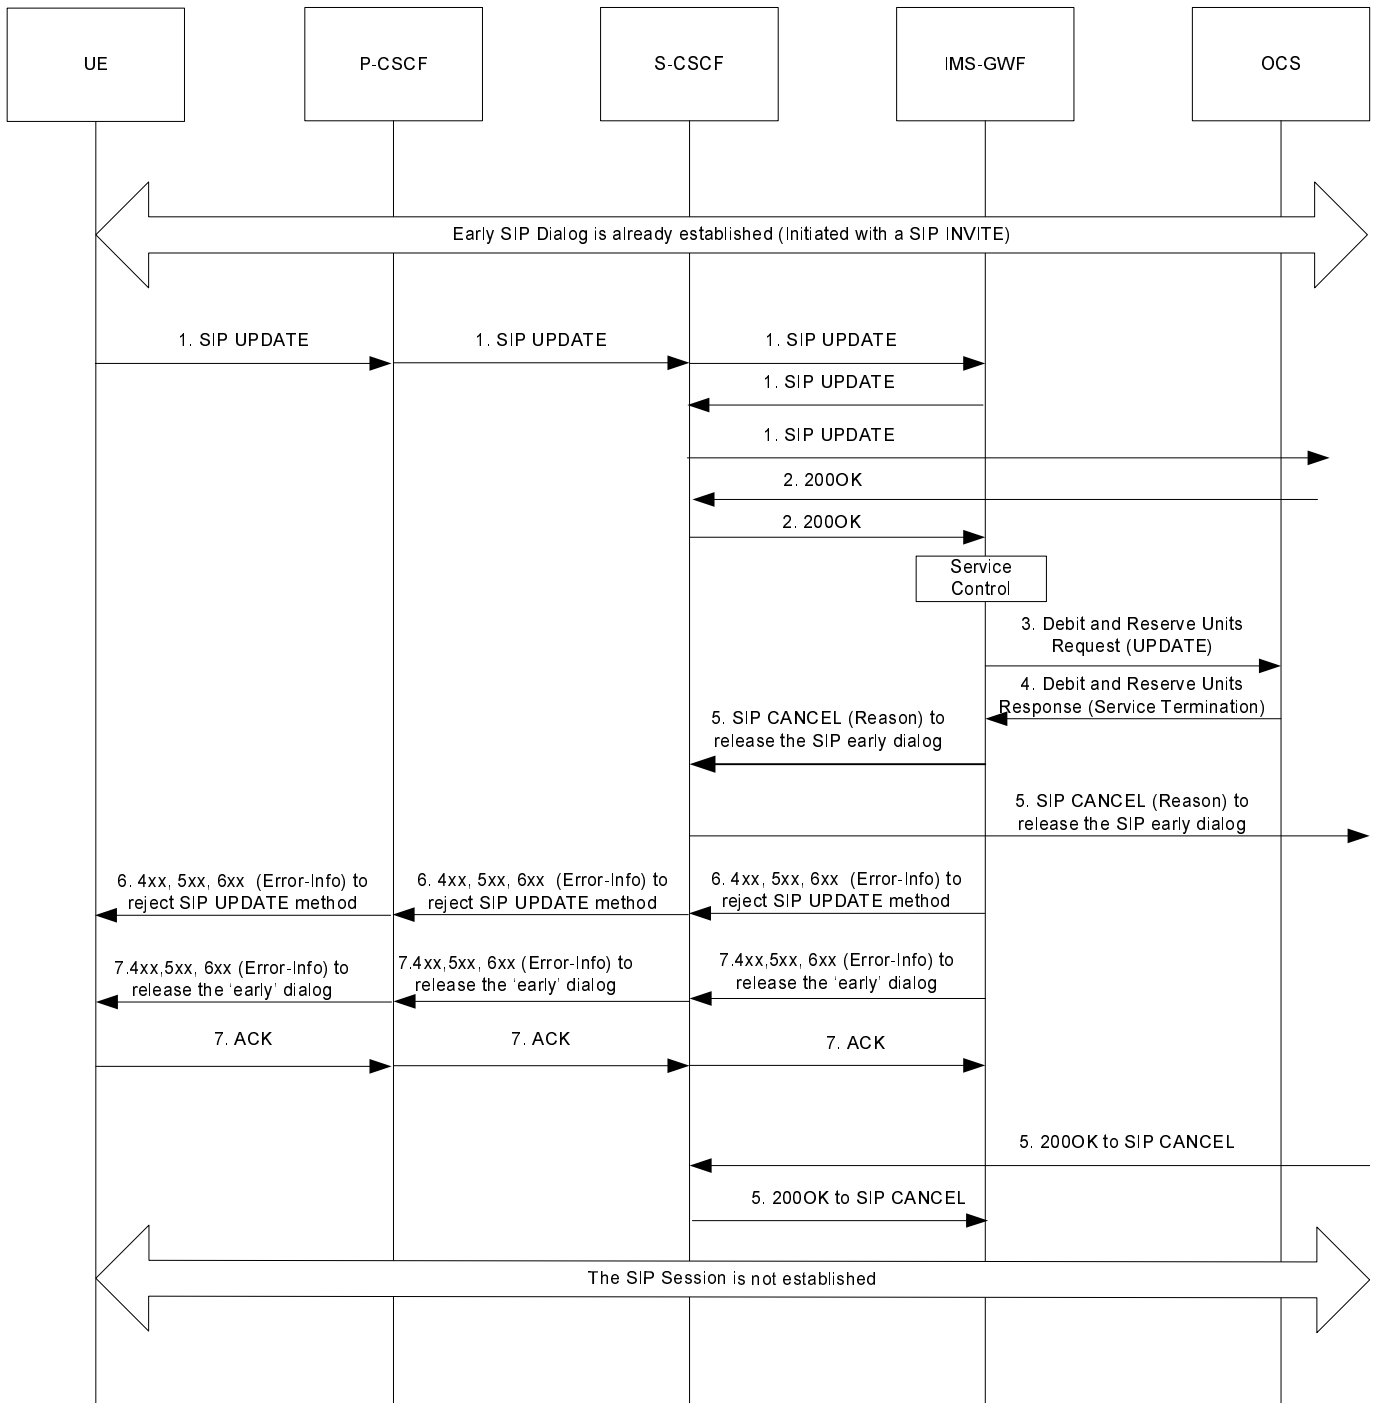 UE
P-CSCF
S-CSCF
IMS-GWF
OCS
Early SIP Dialog is already established (Initiated with a SIP INVITE)
1. SIP UPDATE
1. SIP UPDATE
1. SIP UPDATE
1. SIP UPDATE
1. SIP UPDATE
2. 200OK
2. 200OK
Service
Control
3. Debit and Reserve Units
Request (UPDATE)
4. Debit and Reserve Units
Response (Service Termination)
5. SIP CANCEL (Reason) to
release the SIP early dialog
5. SIP CANCEL (Reason) to
release the SIP early dialog
6. 4xx, 5xx, 6xx (Error-Info) to
reject SIP UPDATE method
6. 4xx, 5xx, 6xx (Error-Info) to
reject SIP UPDATE method
6. 4xx, 5xx, 6xx (Error-Info) to
reject SIP UPDATE method
7.4xx,5xx, 6xx (Error-Info) to
release the ‘early’ dialog
7.4xx,5xx, 6xx (Error-Info) to
release the ‘early’ dialog
7.4xx,5xx, 6xx (Error-Info) to
release the ‘early’ dialog
7. ACK
7. ACK
7. ACK
5. 200OK to SIP CANCEL
5. 200OK to SIP CANCEL
The SIP Session is not established